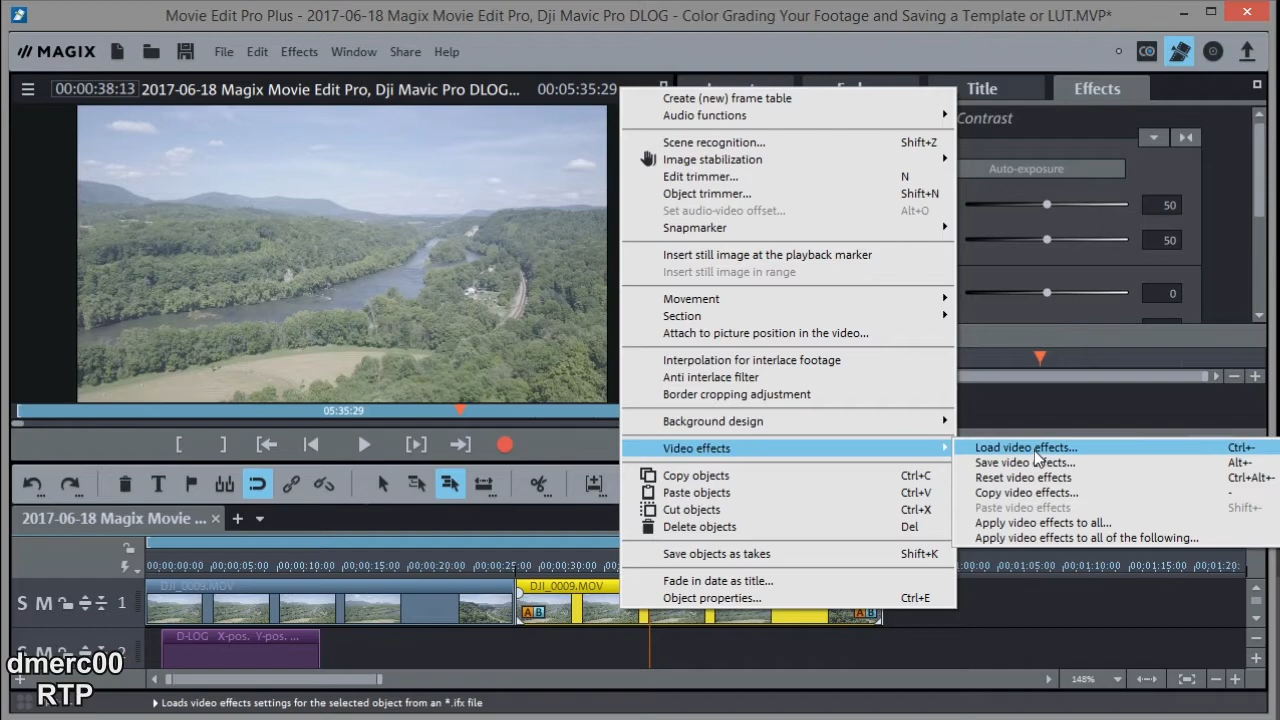 Movie Edit Pro Plus - 2017-06-18 Magix Movie Edit Pro, Dji Mavic Pro DLOG - Color Grading Your Footage and Saving a Template or LUT.MVP*
MAGIX File Edit Effects Window Share Help
00:00:38:13 2017-06-18 Magix Movie Edit Pro, Dji Mavic Pro DLOG... 00:05:35:29
Title Effects
Contrast
Auto-exposure
50
50
0
Create (new) frame table
Audio functions
Scene recognition... Shift+Z
Image stabilization
Edit trimmer... N
Object trimmer... Shift+N
Set audio-video offset... Alt+O
Snapmarker
Insert still image at the playback marker
Insert still image in range
Movement
Section
Attach to picture position in the video...
Interpolation for interlace footage
Anti interlace filter
Border cropping adjustment
Background design
Video effects
Copy objects Ctrl+C
Paste objects Ctrl+V
Cut objects Ctrl+X
Delete objects Del
Save objects as takes Shift+K
Fade in date as title...
Object properties... Ctrl+E
Load video effects... Ctrl+-
Save video effects... Alt+-
Reset video effects Ctrl+Alt+-
Copy video effects... -
Paste video effects Shift+-
Apply video effects to all...
Apply video effects to all of the following...
05:35:29
2017-06-18 Magix Movie ...
00:00:00:00 00:00:05:00 00:00:10:00 00:00:15:00 00:00:20:00 00:00:25:00 00:00:30:00 00:01:05:00 00:01:10:00 00:01:15:00 00:01:20:00
S M 1
DJI_0009.MOV
DJI_0009.MOV
A B
A B
D-LOG X-pos. Y-pos. ...
S M 2
148%
dmerc00
RTP
Loads video effects settings for the selected object from an *.ifx file